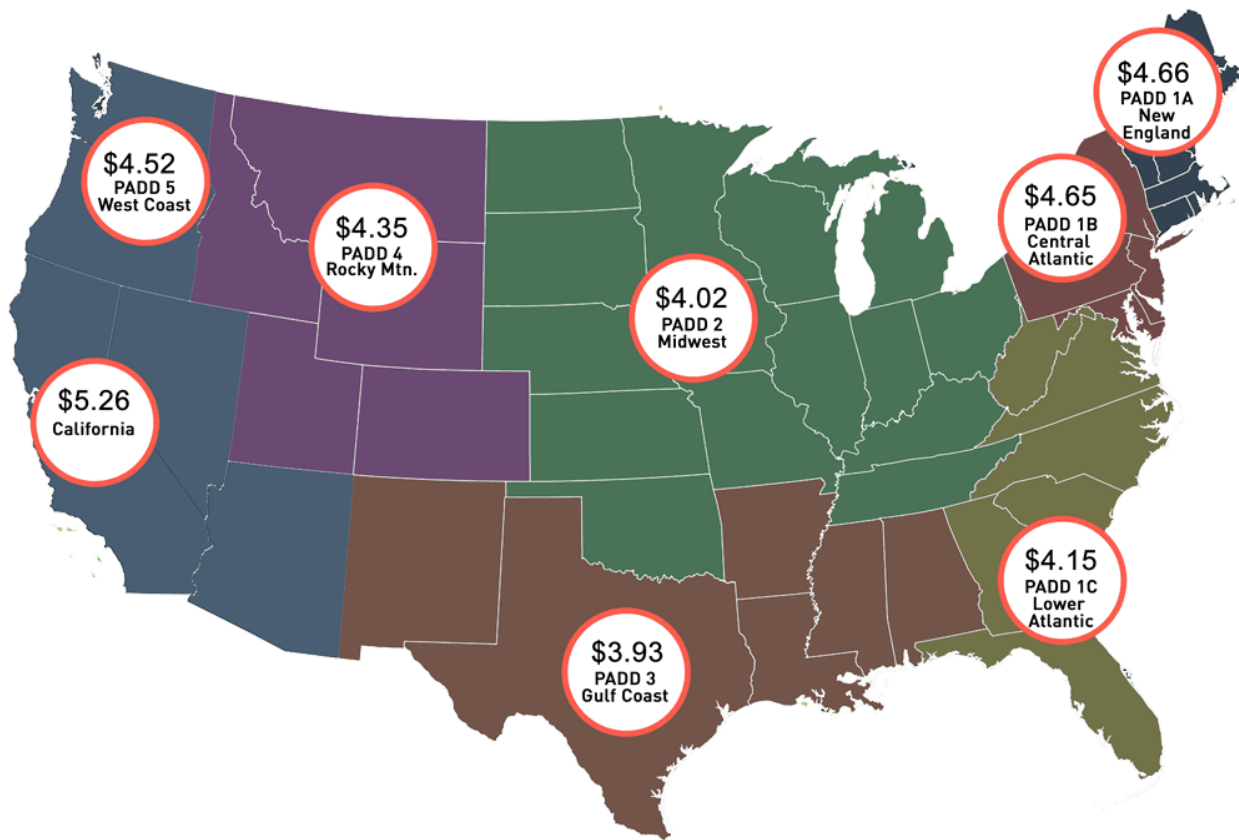 $4.66
PADD 1A
New
England
$4.52
PADD 5
West Coast
$4.65
PADD 1B
Central
Atlantic
$4.35
PADD 4
Rocky Mtn.
$4.02
PADD 2
Midwest
$5.26
California
$4.15
PADD 1C
Lower
Atlantic
$3.93
PADD 3
Gulf Coast